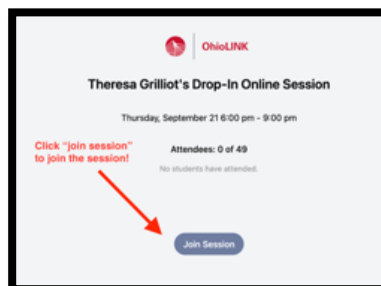 OhioLINK
Theresa Grilliot's Drop-In Online Session
Thursday, September 21 6:00 pm - 9:00 pm
Click "join session"
to join the session!
Attendees: 0 of 49
No students have attended.
Join Session